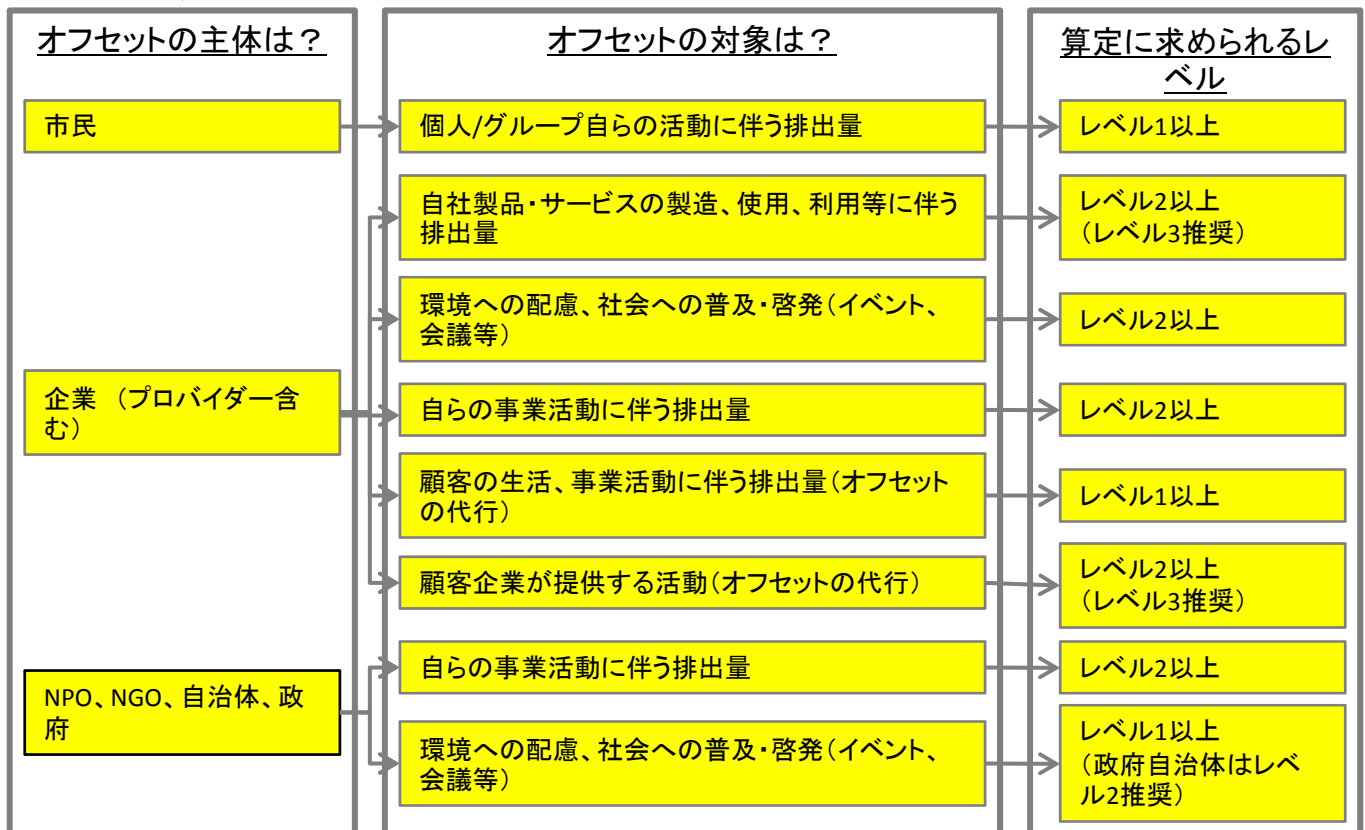 オフセットの主体は？
オフセットの対象は？
算定に求められるレ
ベル
市民
個人/グループ自らの活動に伴う排出量
レベル1以上
自社製品・サービスの製造、使用、利用等に伴う
排出量
レベル2以上
（レベル3推奨）
環境への配慮、社会への普及・啓発（イベント、
会議等）
レベル2以上
企業　（プロバイダー含
む）
自らの事業活動に伴う排出量
レベル2以上
顧客の生活、事業活動に伴う排出量（オフセット
の代行）
レベル1以上
顧客企業が提供する活動（オフセットの代行）
レベル2以上
（レベル3推奨）
NPO、NGO、自治体、政
府
自らの事業活動に伴う排出量
レベル2以上
環境への配慮、社会への普及・啓発（イベント、
会議等）
レベル1以上
（政府自治体はレベ
ル2推奨）